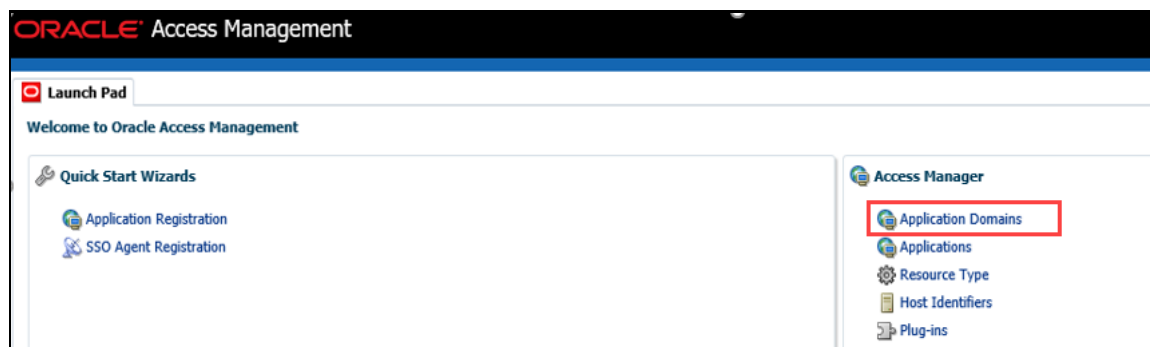 ORACLE Access Management
Launch Pad
Welcome to Oracle Access Management
Quick Start Wizards
Application Registration
SSO Agent Registration
Access Manager
Application Domains
Applications
Resource Type
Host Identifiers
Plug-ins